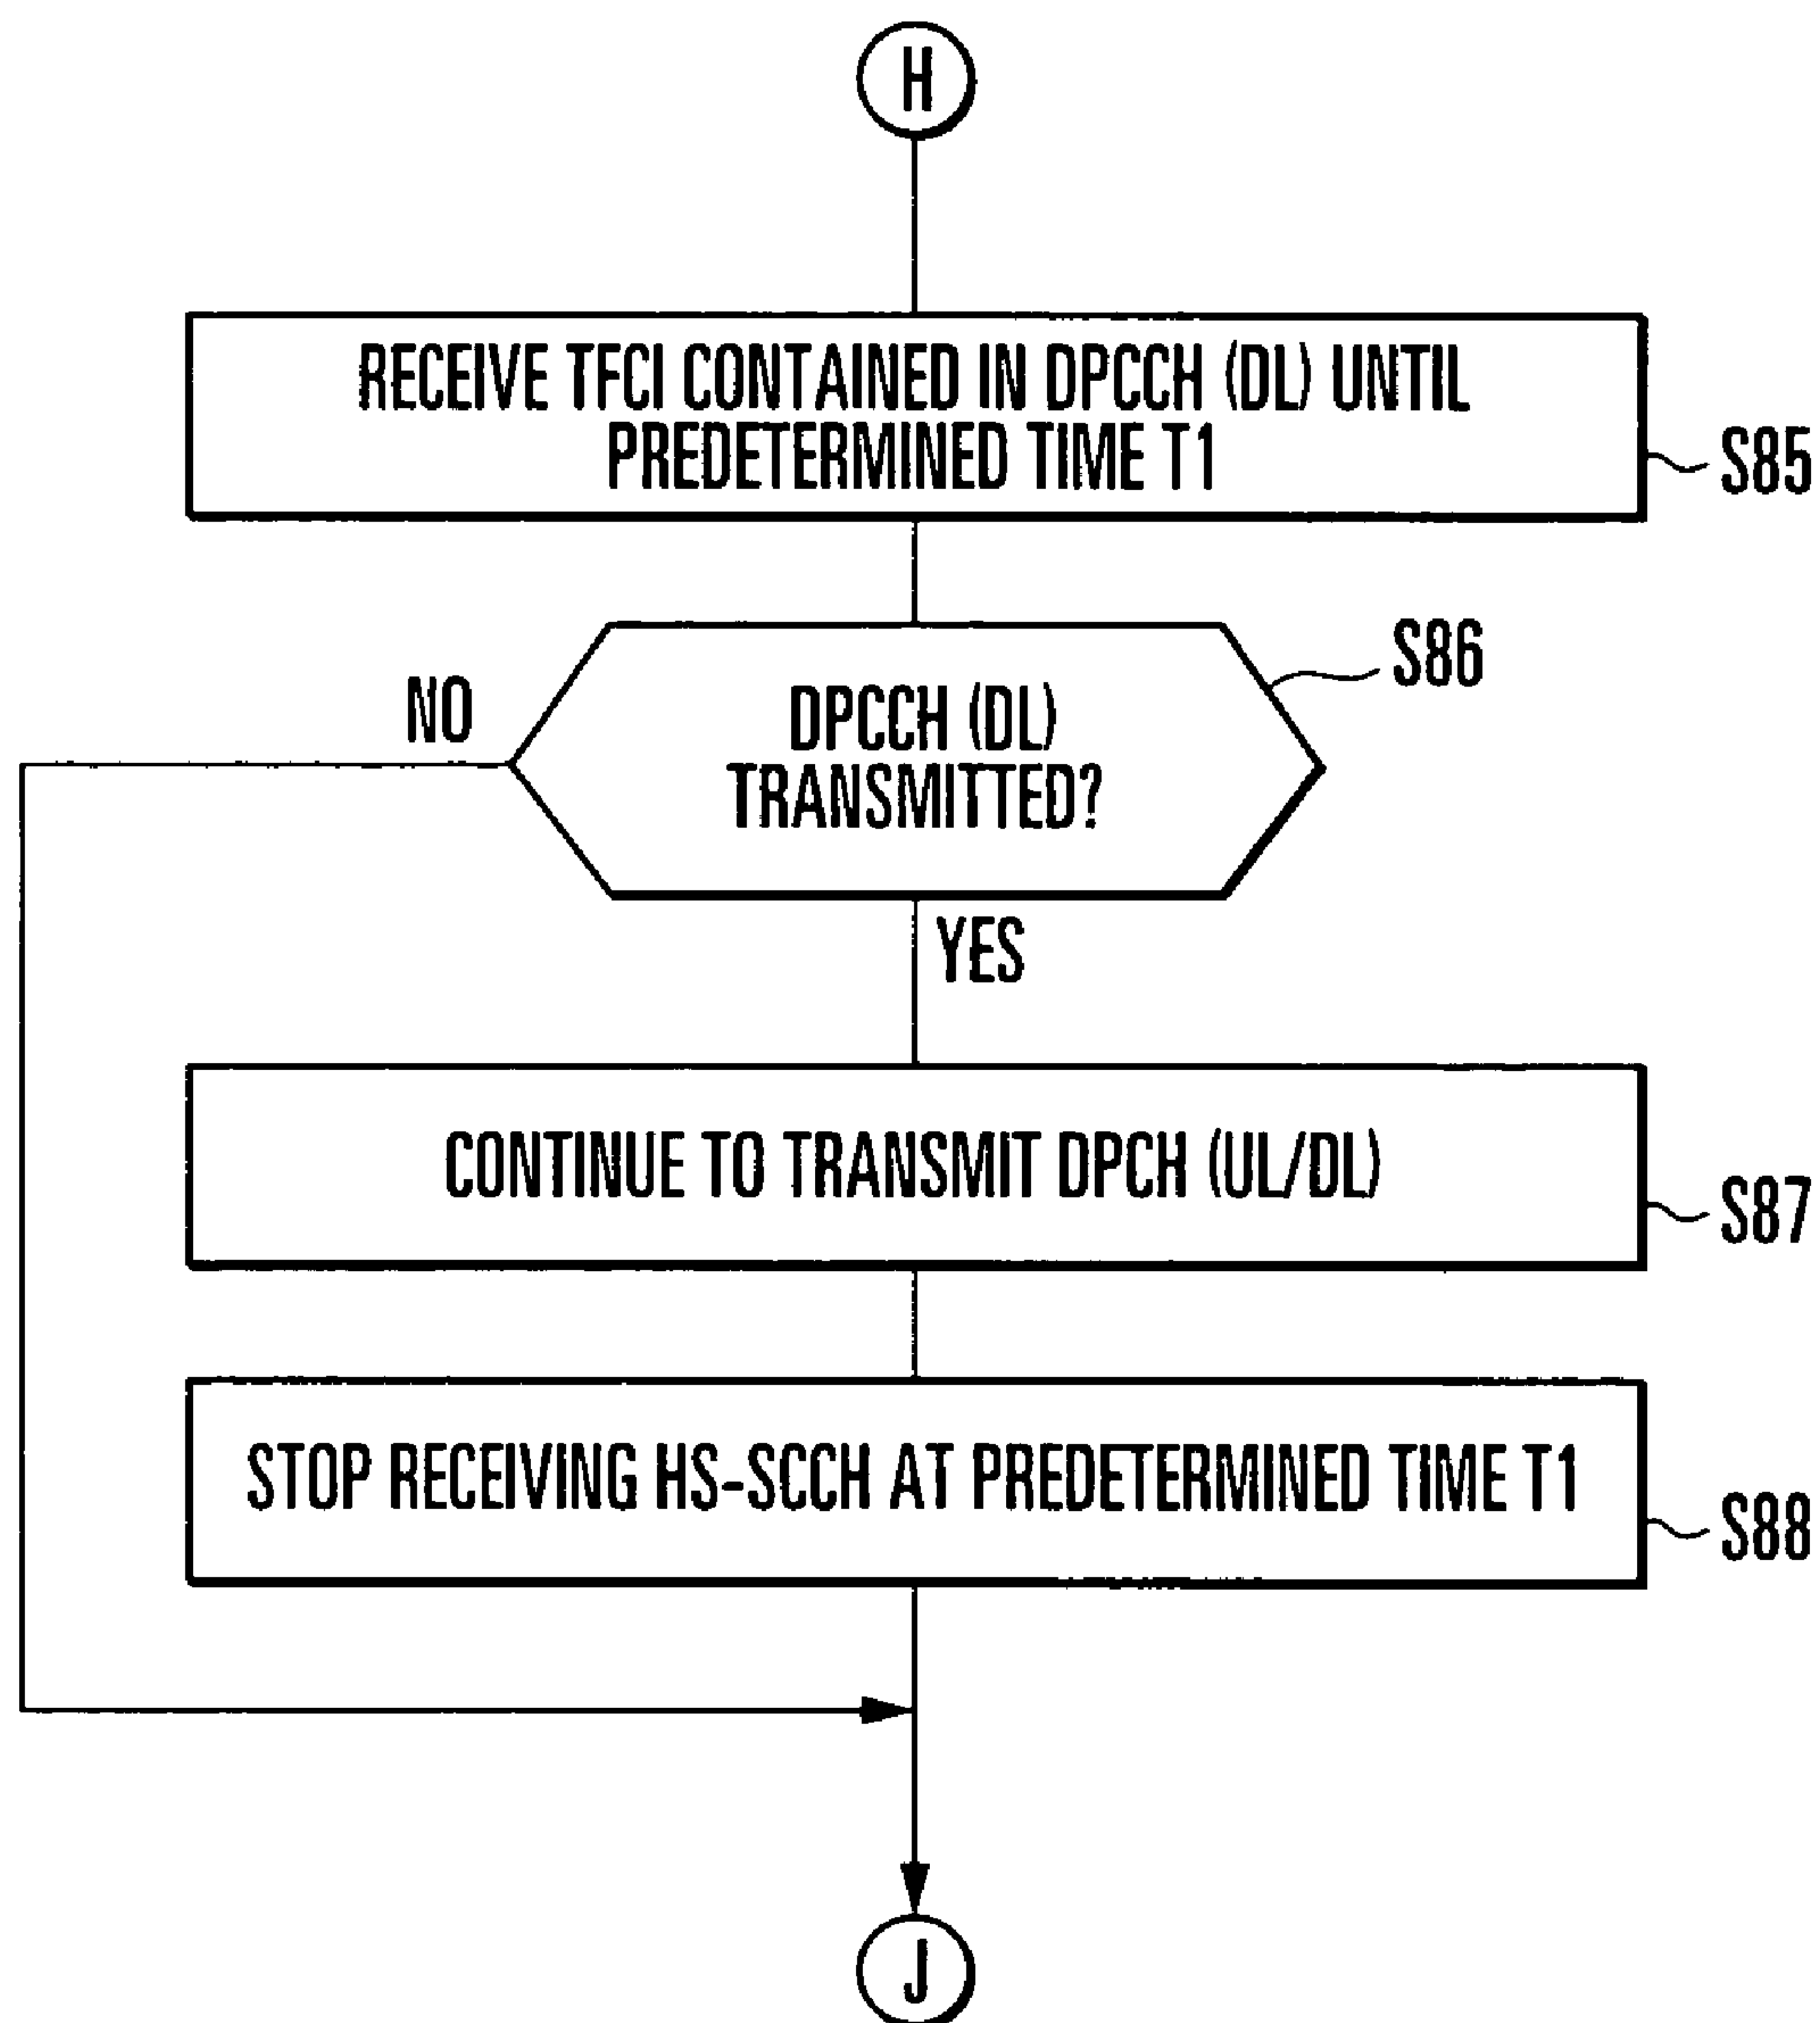 H
RECEIVE TFCI CONTAINED IN DPCCH (DL) UNTIL
PREDETERMINED TIME T1
S85
S86
NO
DPCCH (DL)
TRANSMITTED?
YES
CONTINUE TO TRANSMIT DPCH (UL/DL)
S87
STOP RECEIVING HS-SCCH AT PREDETERMINED TIME T1
S88
J